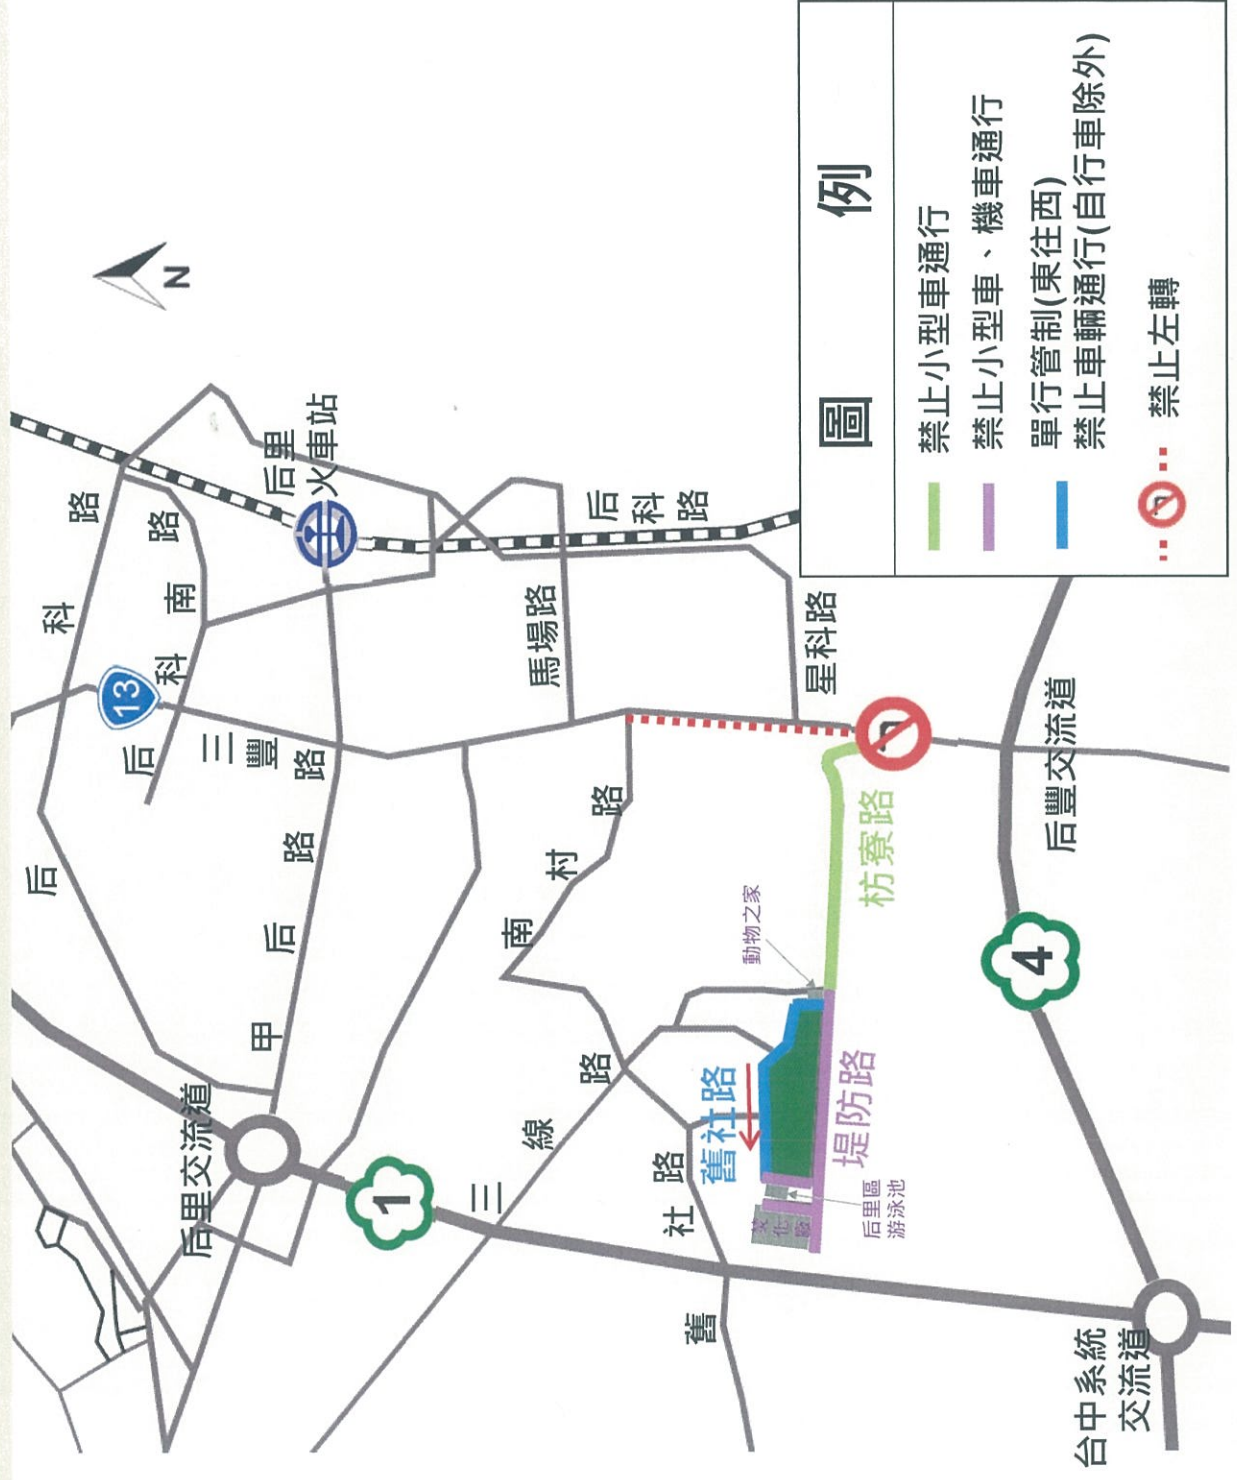 圖例
禁止小型車通行
禁止小型車、機車通行
單行管制(東往西)
禁止車輛通行(自行車除外)
禁止左轉
N
后科路
后科南路
13
三豐路
甲后路
后里
火車站
后科路
馬場路
星科路
南村路
三線路
舊社路
舊社路
動物之家
枋寮路
堤防路
后里區
游泳池
焚化廠
后里交流道
1
4
后豐交流道
台中系統
交流道